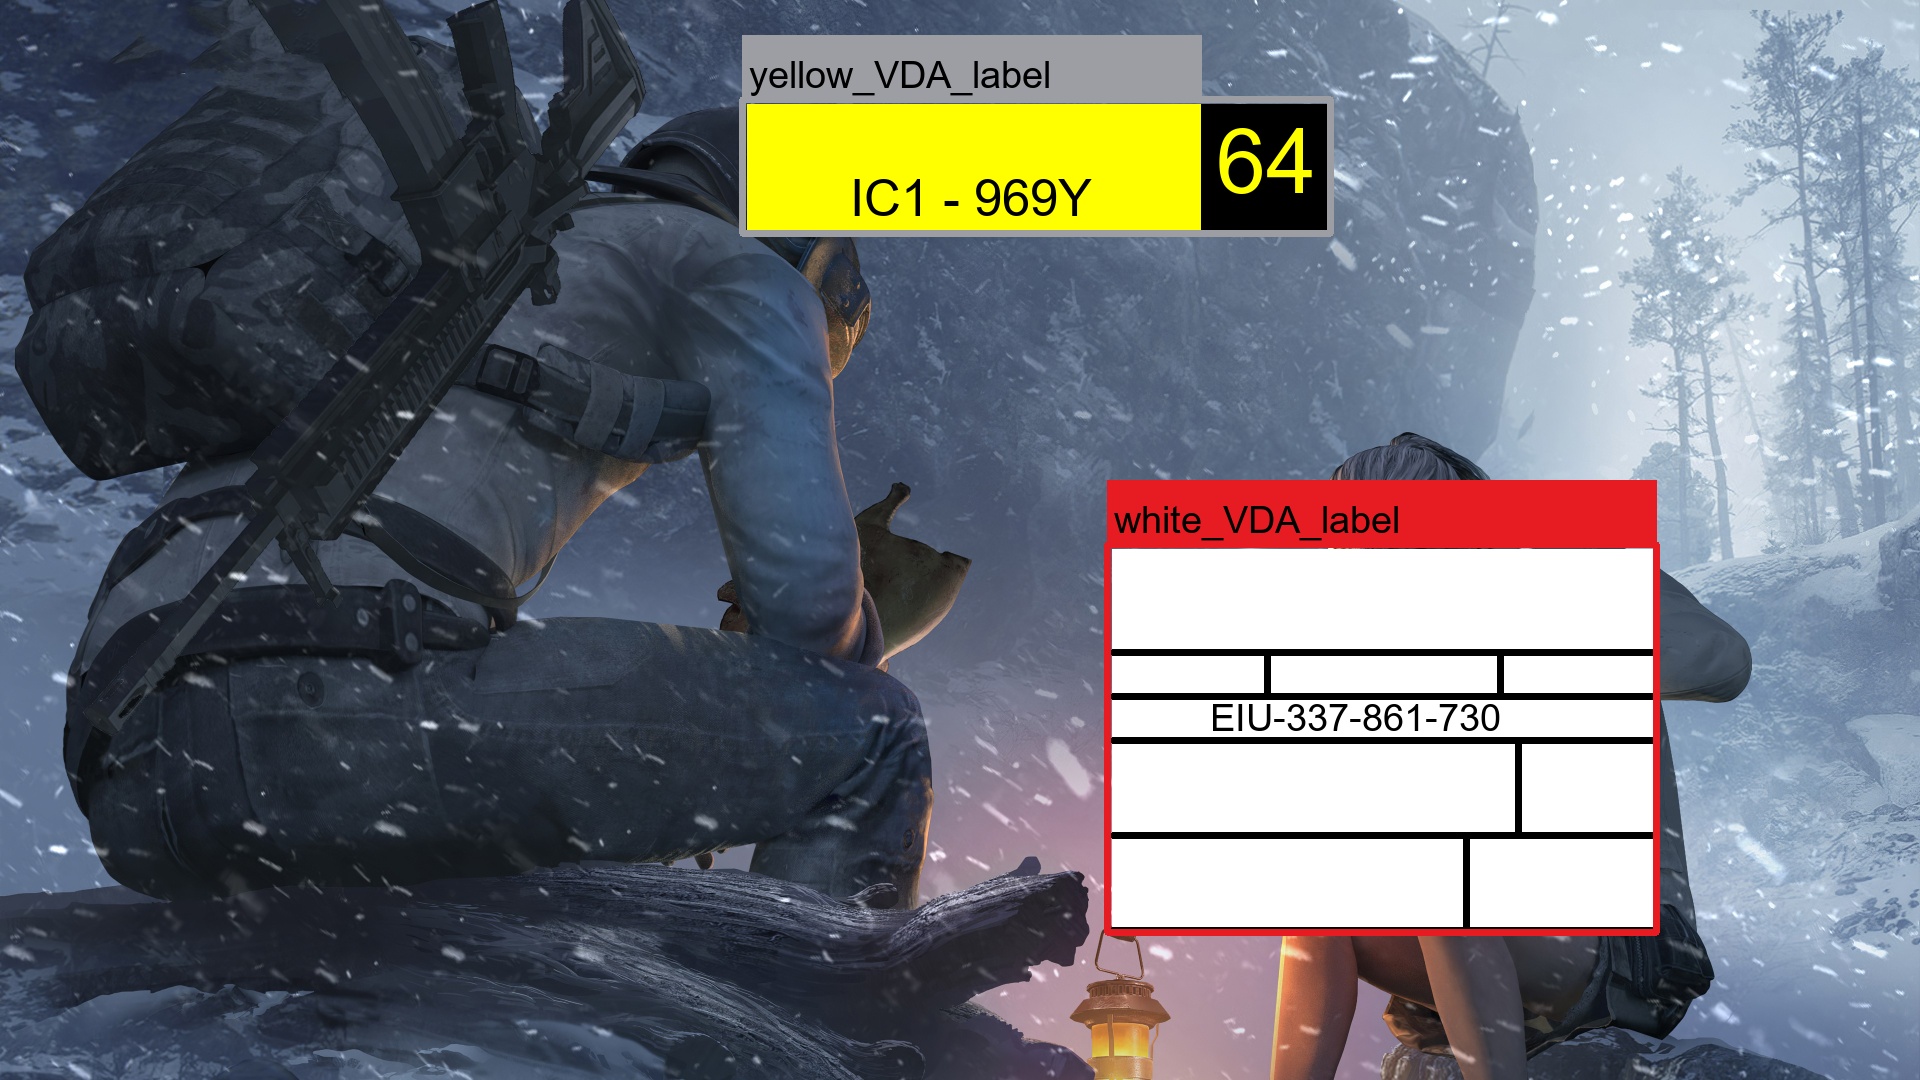 yellow_VDA_label
IC1 - 969Y
64
white_VDA_label
EIU-337-861-730